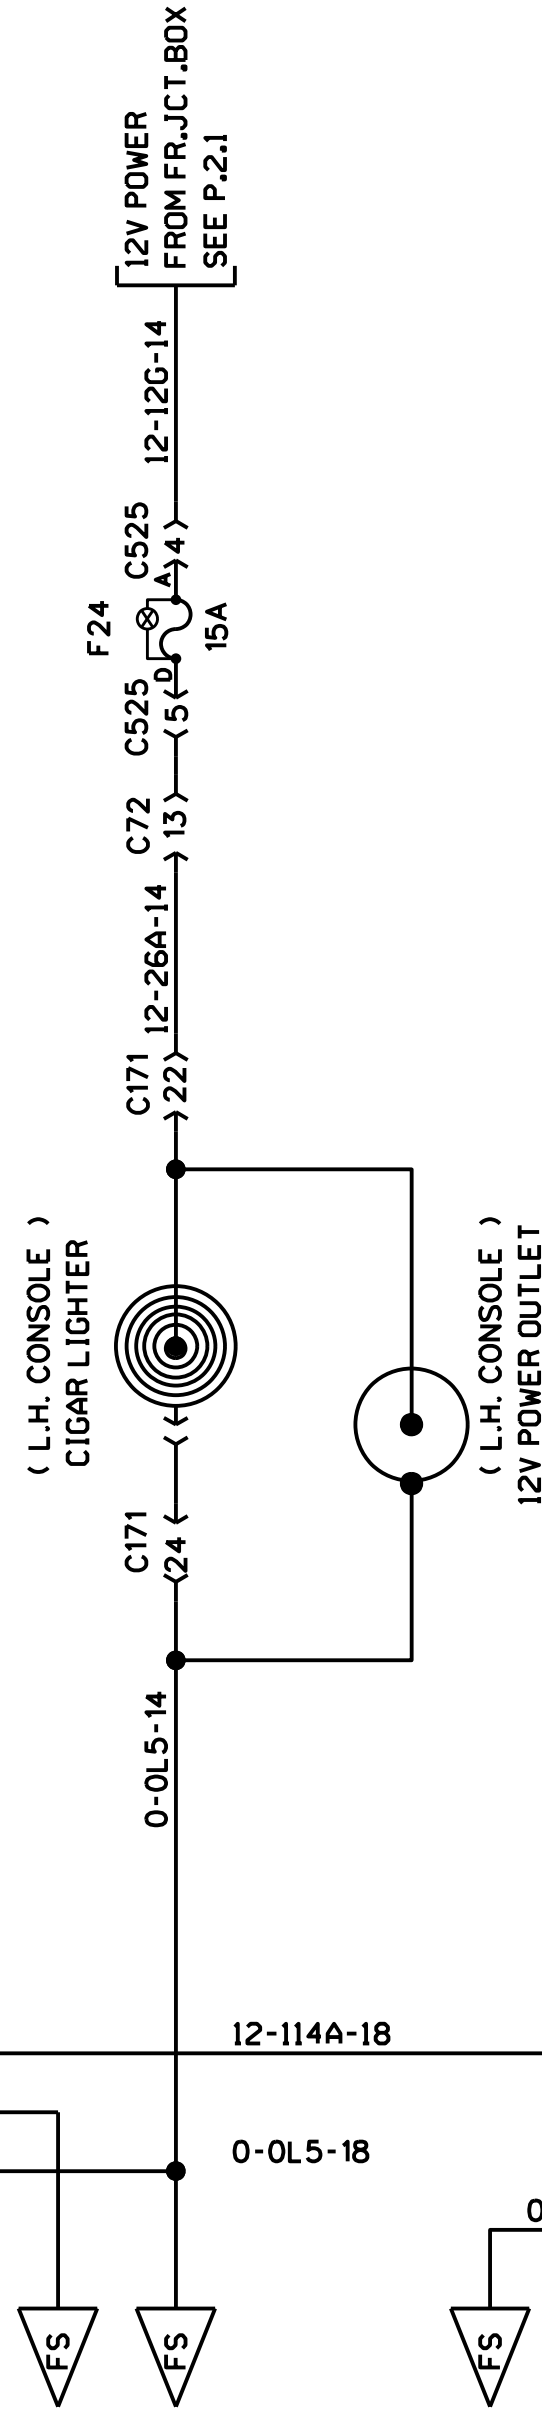 12V POWER
FROM FR.JCT.BOX
SEE P.2.1
12-12G-14
C525
4
A
F24
15A
D
C525
5
C72
13
12-26A-14
C171
22
( L.H. CONSOLE )
CIGAR LIGHTER
( L.H. CONSOLE )
12V POWER OUTLET
C171
24
0-0L5-14
12-114A-18
0-0L5-18
0
FS
FS
FS